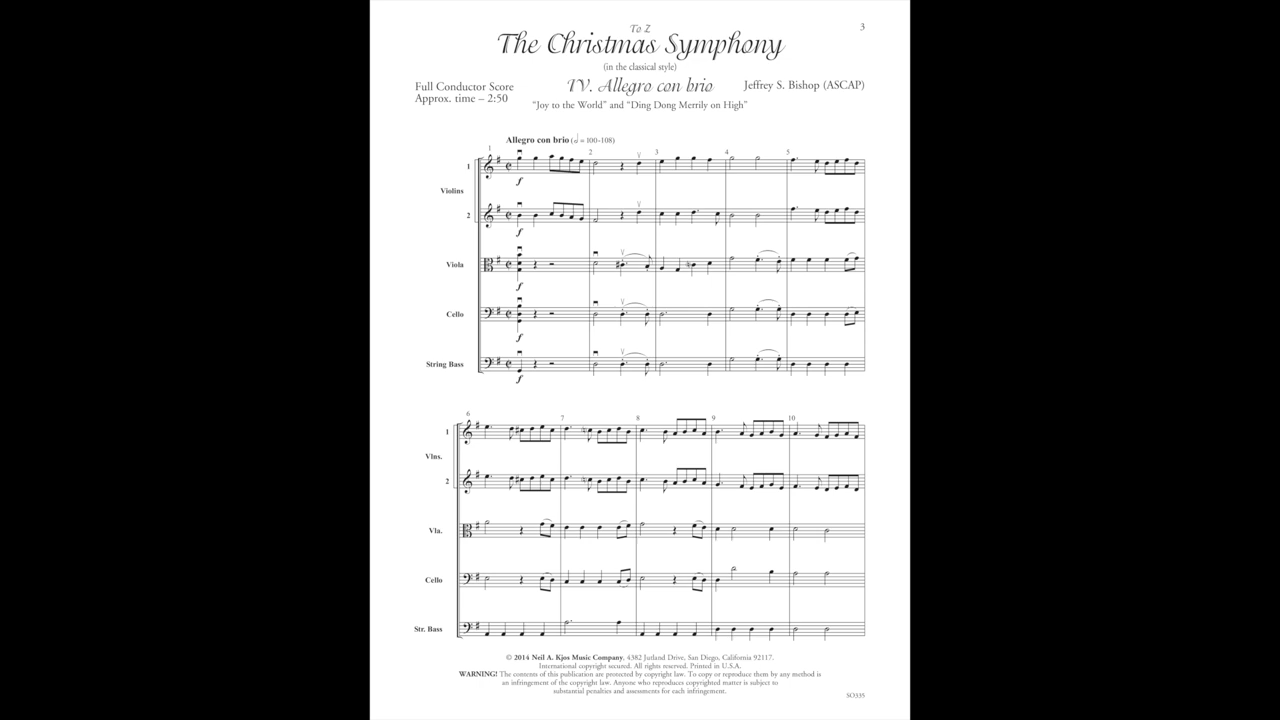 To Z
3
The Christmas Symphony
(in the classical style)
Full Conductor Score
Approx. time – 2:50
IV. Allegro con brio
Jeffrey S. Bishop (ASCAP)
“Joy to the World” and “Ding Dong Merrily on High”
Allegro con brio (𝅗𝅥 = 100-108)
1 2 3 4 5
Violins
1
f
2
f
Viola
f
Cello
f
String Bass
f
6 7 8 9 10
Vlns.
1
2
Vla.
Cello
Str. Bass
© 2014 Neil A. Kjos Music Company, 4382 Jutland Drive, San Diego, California 92117.
International copyright secured. All rights reserved. Printed in U.S.A.
WARNING! The contents of this publication are protected by copyright law. To copy or reproduce them by any method is
an infringement of the copyright law. Anyone who reproduces copyrighted matter is subject to
substantial penalties and assessments for each infringement.
SO335